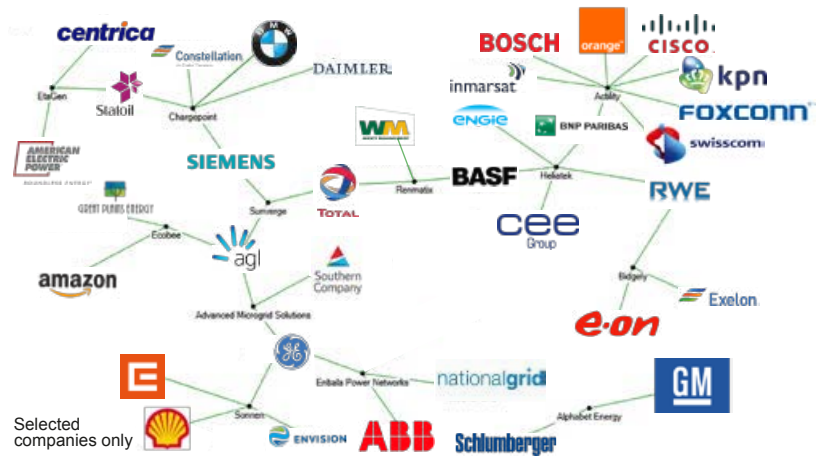 centrica
Constellation
BMW
DAIMLER
BOSCH
orange
CISCO
kpn
inmarsat
EtaGen
Statoil
Chargepoint
Actility
FOXCONN
WM
ENGIE
BNP PARIBAS
swisscom
AMERICAN
ELECTRIC
POWER
SIEMENS
BASF
Heliatek
RWE
TOTAL
Renmatix
GREAT PLAINS ENERGY
Sunverge
cee
Group
Ecobee
agl
amazon
Southern
Company
Bidgely
Exelon
Advanced Microgrid Solutions
e·on
E
Enbala Power Networks
nationalgrid
GM
Selected
companies only
Sonnen
ENVISION
ABB
Schlumberger
Alphabet Energy